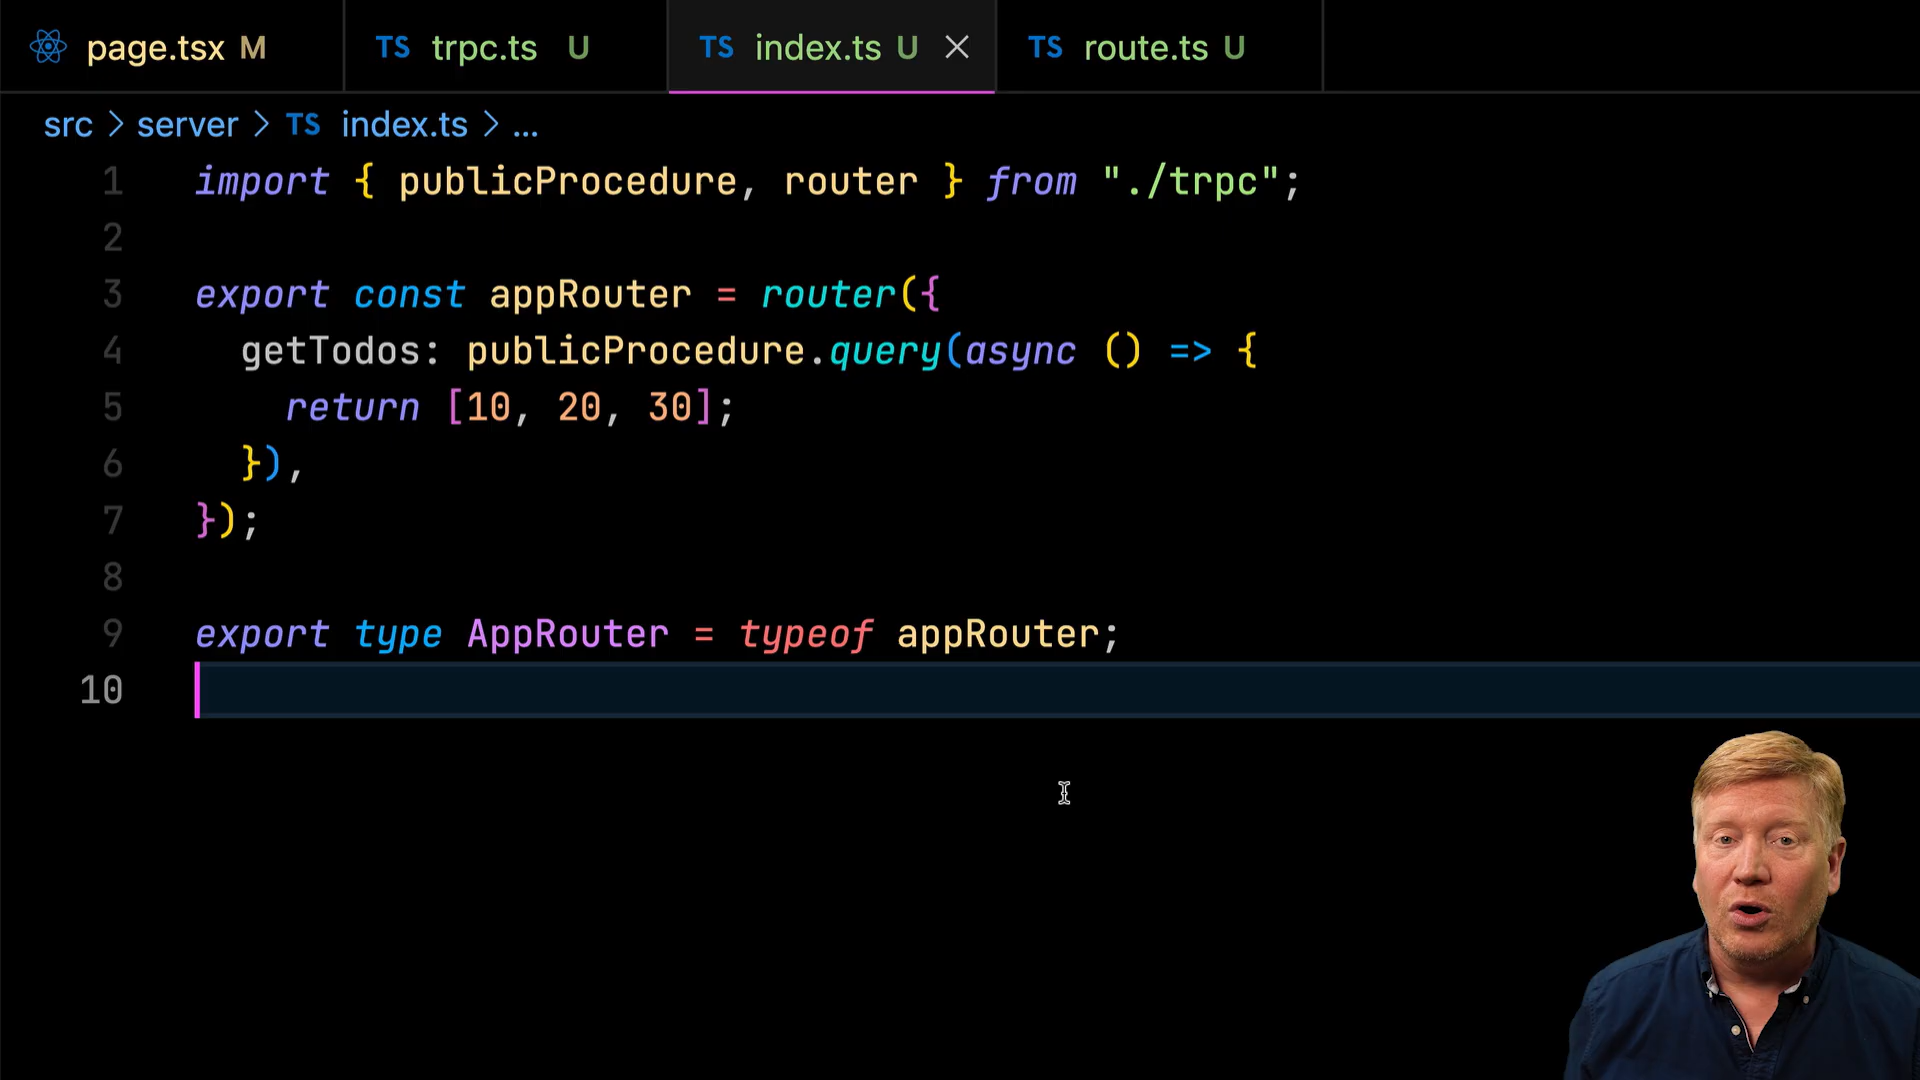 page.tsx M
TS trpc.ts U
TS index.ts U
TS route.ts U
src > server > TS index.ts > ...
1 import { publicProcedure, router } from "./trpc";
2
3 export const appRouter = router({
4 getTodos: publicProcedure.query(async () => {
5 return [10, 20, 30];
6 }),
7 });
8
9 export type AppRouter = typeof appRouter;
10